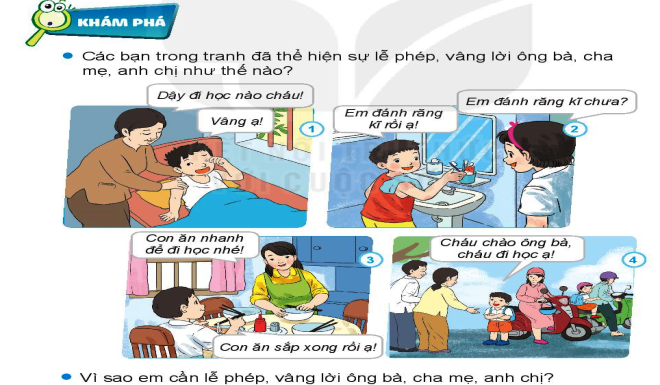 KHÁM PHÁ
Các bạn trong tranh đã thể hiện sự lễ phép, vâng lời ông bà, cha
mẹ, anh chị như thế nào?
Dậy đi học nào cháu!
Vâng ạ!
1
Em đánh răng kĩ chưa?
Em đánh răng
kĩ rồi ạ!
2
Con ăn nhanh
để đi học nhé!
3
Con ăn sắp xong rồi ạ!
Cháu chào ông bà,
cháu đi học ạ!
4
Vì sao em cần lễ phép, vâng lời ông bà, cha mẹ, anh chị?